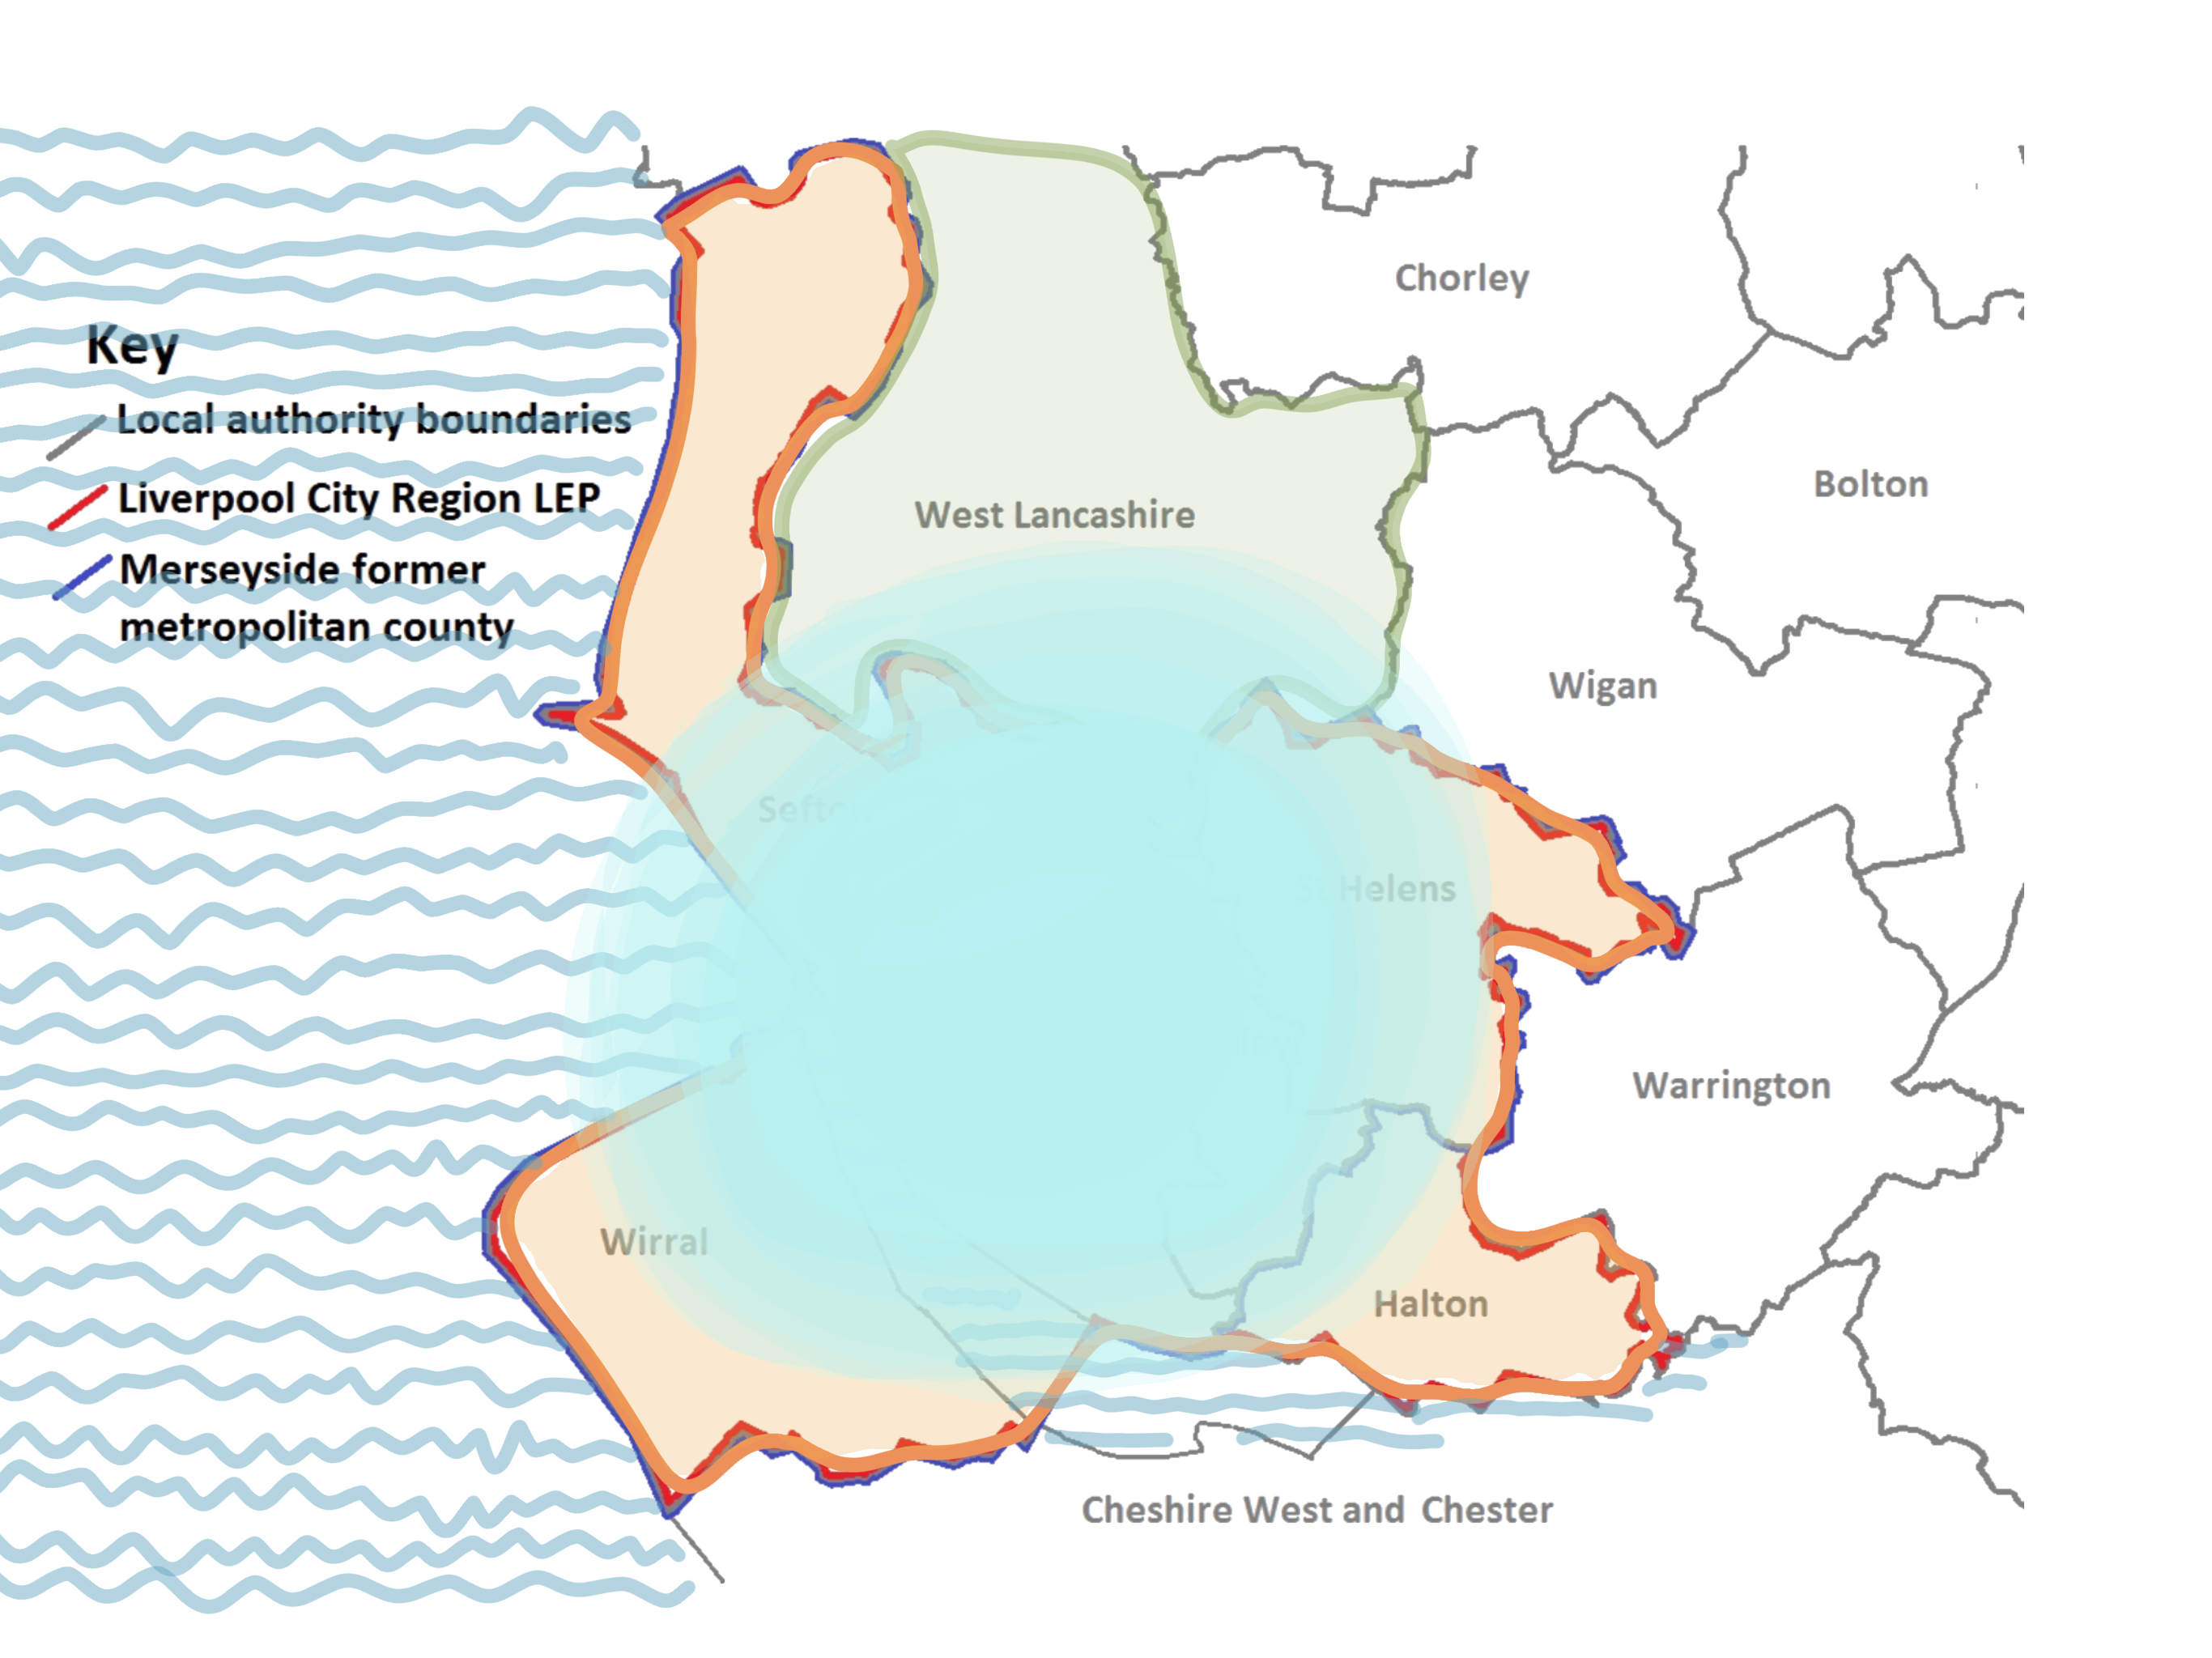 Key
Local authority boundaries
Liverpool City Region LEP
Merseyside former
metropolitan county
Chorley
Bolton
West Lancashire
Wigan
St Helens
Warrington
Wirral
Halton
Cheshire West and Chester